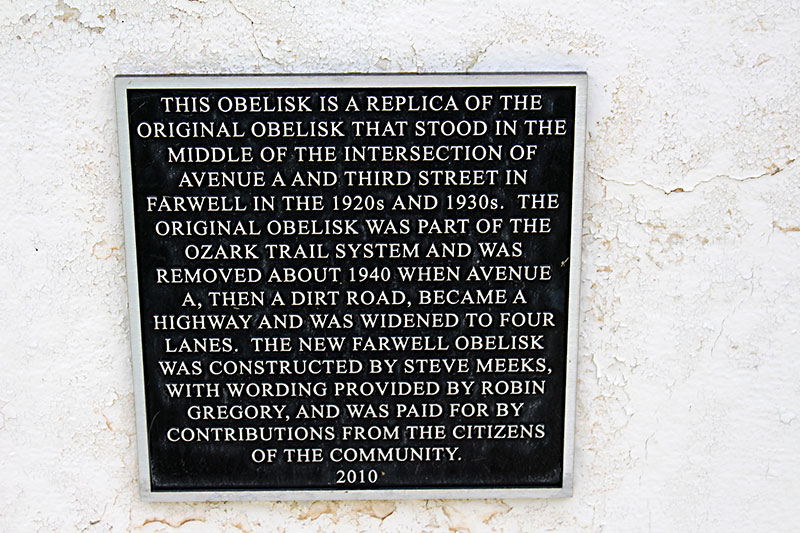 THIS OBELISK IS A REPLICA OF THE
ORIGINAL OBELISK THAT STOOD IN THE
MIDDLE OF THE INTERSECTION OF
AVENUE A AND THIRD STREET IN
FARWELL IN THE 1920s AND 1930s. THE
ORIGINAL OBELISK WAS PART OF THE
OZARK TRAIL SYSTEM AND WAS
REMOVED ABOUT 1940 WHEN AVENUE
A, THEN A DIRT ROAD, BECAME A
HIGHWAY AND WAS WIDENED TO FOUR
LANES. THE NEW FARWELL OBELISK
WAS CONSTRUCTED BY STEVE MEEKS,
WITH WORDING PROVIDED BY ROBIN
GREGORY, AND WAS PAID FOR BY
CONTRIBUTIONS FROM THE CITIZENS
OF THE COMMUNITY.
2010